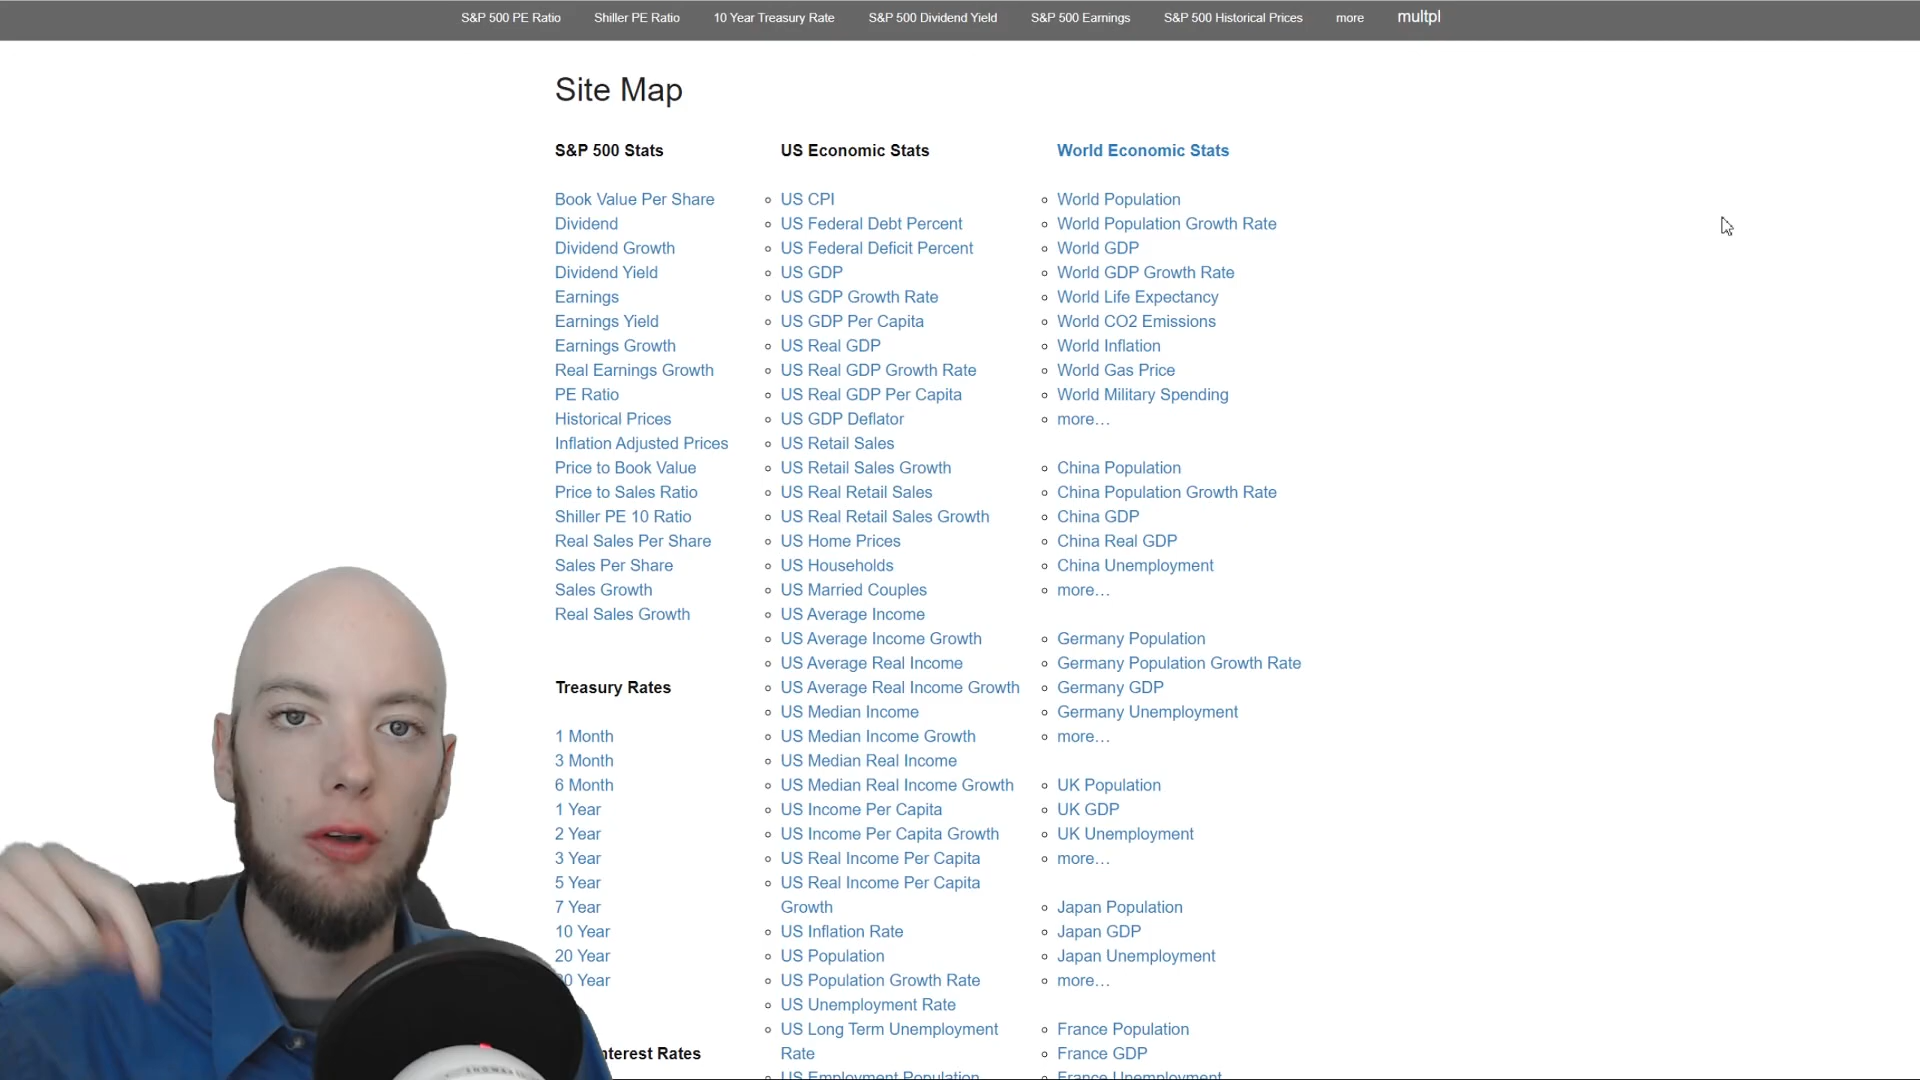 S&P 500 PE Ratio Shiller PE Ratio 10 Year Treasury Rate S&P 500 Dividend Yield S&P 500 Earnings S&P 500 Historical Prices more multpl
Site Map
S&P 500 Stats
Book Value Per Share
Dividend
Dividend Growth
Dividend Yield
Earnings
Earnings Yield
Earnings Growth
Real Earnings Growth
PE Ratio
Historical Prices
Inflation Adjusted Prices
Price to Book Value
Price to Sales Ratio
Shiller PE 10 Ratio
Real Sales Per Share
Sales Per Share
Sales Growth
Real Sales Growth
Treasury Rates
1 Month
3 Month
6 Month
1 Year
2 Year
3 Year
5 Year
7 Year
10 Year
20 Year
0 Year
nterest Rates
US Economic Stats
US CPI
US Federal Debt Percent
US Federal Deficit Percent
US GDP
US GDP Growth Rate
US GDP Per Capita
US Real GDP
US Real GDP Growth Rate
US Real GDP Per Capita
US GDP Deflator
US Retail Sales
US Retail Sales Growth
US Real Retail Sales
US Real Retail Sales Growth
US Home Prices
US Households
US Married Couples
US Average Income
US Average Income Growth
US Average Real Income
US Average Real Income Growth
US Median Income
US Median Income Growth
US Median Real Income
US Median Real Income Growth
US Income Per Capita
US Income Per Capita Growth
US Real Income Per Capita
US Real Income Per Capita
Growth
US Inflation Rate
US Population
US Population Growth Rate
US Unemployment Rate
US Long Term Unemployment
Rate
US Employment Population
World Economic Stats
World Population
World Population Growth Rate
World GDP
World GDP Growth Rate
World Life Expectancy
World CO2 Emissions
World Inflation
World Gas Price
World Military Spending
more…
China Population
China Population Growth Rate
China GDP
China Real GDP
China Unemployment
more…
Germany Population
Germany Population Growth Rate
Germany GDP
Germany Unemployment
more…
UK Population
UK GDP
UK Unemployment
more…
Japan Population
Japan GDP
Japan Unemployment
more…
France Population
France GDP
France Unemployment